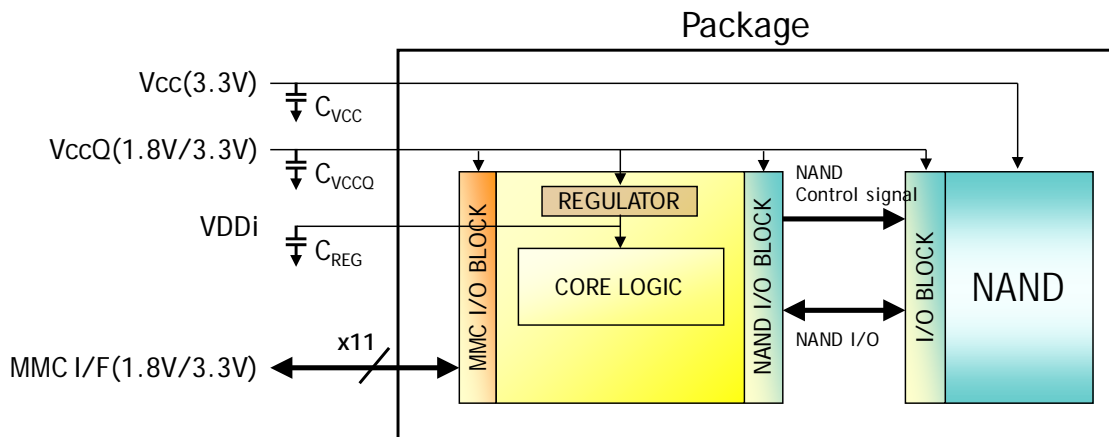 Package
Vcc(3.3V)
CVCC
VccQ(1.8V/3.3V)
CVCCQ
NAND
Control signal
REGULATOR
VDDi
CREG
CORE LOGIC
MMC I/O BLOCK
NAND I/O BLOCK
I/O BLOCK
NAND
NAND I/O
x11
MMC I/F(1.8V/3.3V)